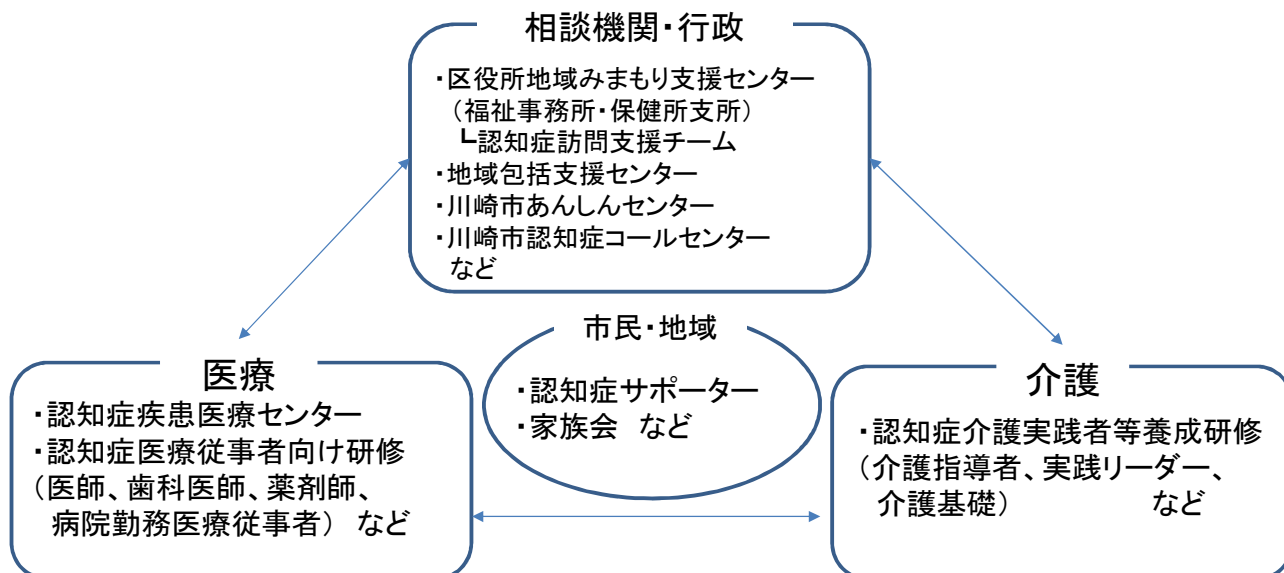 相談機関・行政
・区役所地域みまもり支援センター
（福祉事務所・保健所支所）
┗認知症訪問支援チーム
・地域包括支援センター
・川崎市あんしんセンター
・川崎市認知症コールセンター
など
市民・地域
・認知症サポーター
・家族会 など
医療
・認知症疾患医療センター
・認知症医療従事者向け研修
（医師、歯科医師、薬剤師、
病院勤務医療従事者） など
介護
・認知症介護実践者等養成研修
（介護指導者、実践リーダー、
介護基礎） など